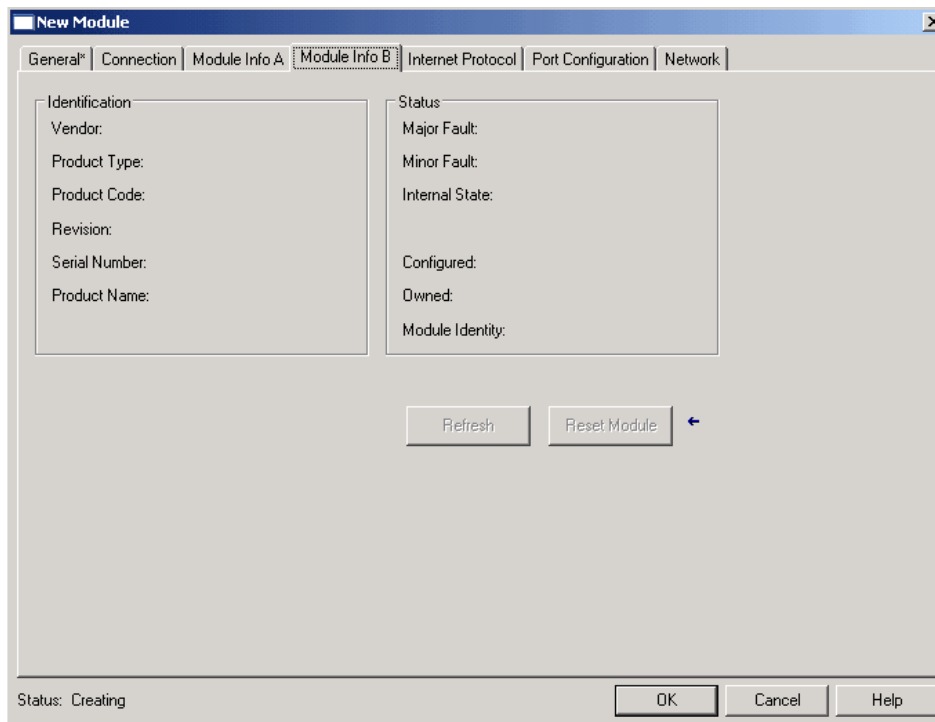 New Module
General* Connection Module Info A Module Info B Internet Protocol Port Configuration Network
Identification
Vendor:
Product Type:
Product Code:
Revision:
Serial Number:
Product Name:
Status
Major Fault:
Minor Fault:
Internal State:
Configured:
Owned:
Module Identity:
Refresh Reset Module
Status: Creating OK Cancel Help